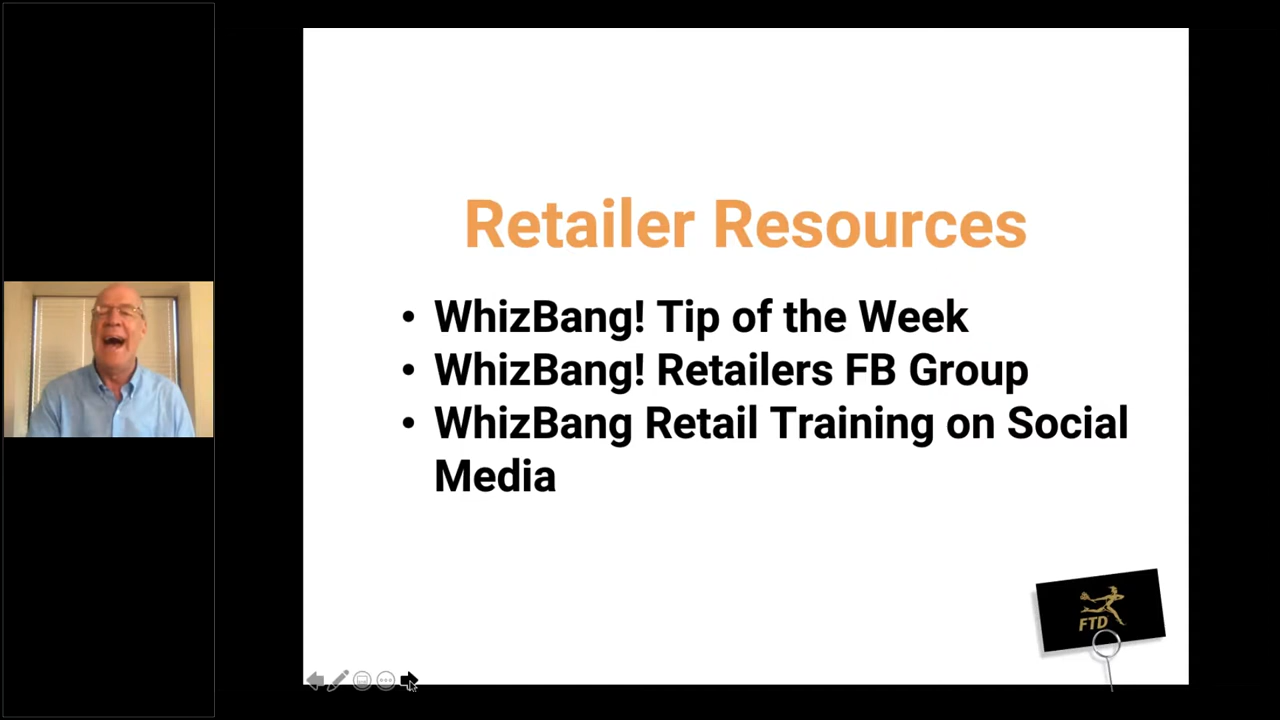 Retailer Resources
• WhizBang! Tip of the Week
• WhizBang! Retailers FB Group
• WhizBang Retail Training on Social
Media
FTD